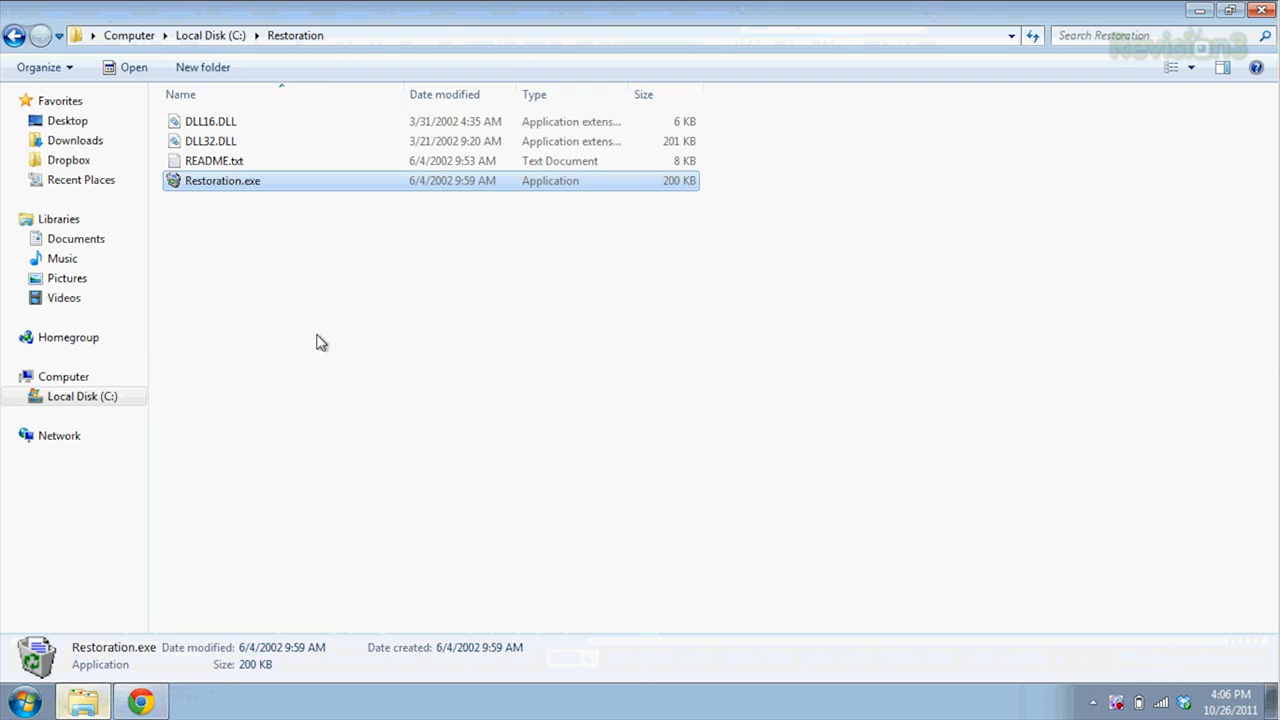 Computer Local Disk (C:) Restoration
Search Restoration
Revision3
Organize Open New folder
Name Date modified Type Size
Favorites
Desktop
Downloads
Dropbox
Recent Places
Libraries
Documents
Music
Pictures
Videos
Homegroup
Computer
Local Disk (C:)
Network
DLL16.DLL 3/31/2002 4:35 AM Application extens... 6 KB
DLL32.DLL 3/21/2002 9:20 AM Application extens... 201 KB
README.txt 6/4/2002 9:53 AM Text Document 8 KB
Restoration.exe 6/4/2002 9:59 AM Application 200 KB
Restoration.exe Date modified: 6/4/2002 9:59 AM Date created: 6/4/2002 9:59 AM
Application Size: 200 KB
4:06 PM
10/26/2011